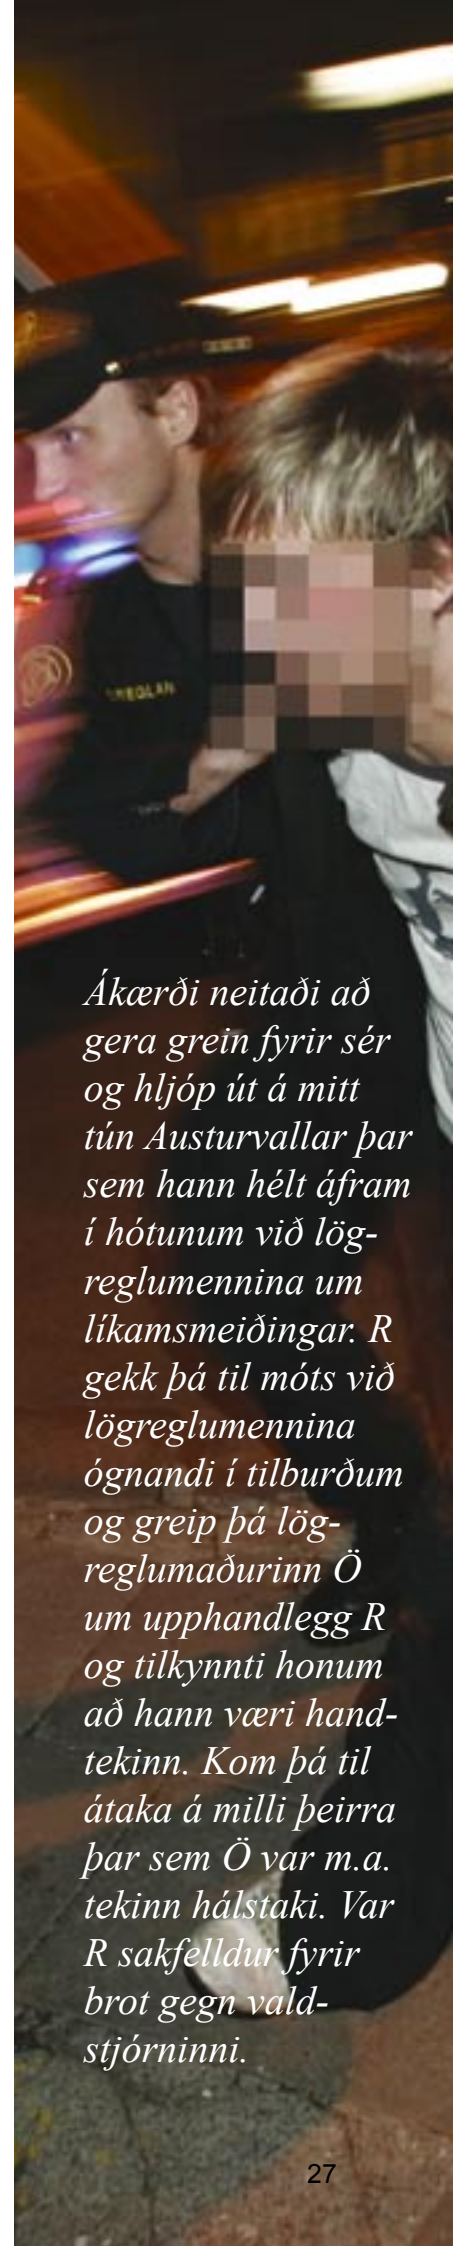 LREGLAN
Ákærði neitaði að
gera grein fyrir sér
og hljóp út á mitt
tún Austurvallar þar
sem hann hélt áfram
í hótunum við lög-
reglumennina um
líkamsmeiðingar. R
gekk þá til móts við
lögreglumennina
ógnandi í tilburðum
og greip þá lög-
reglumaðurinn Ö
um upphandlegg R
og tilkynnti honum
að hann væri hand-
tekinn. Kom þá til
átaka á milli þeirra
þar sem Ö var m.a.
tekinn hálstaki. Var
R sakfelldur fyrir
brot gegn vald-
stjórninni.
27